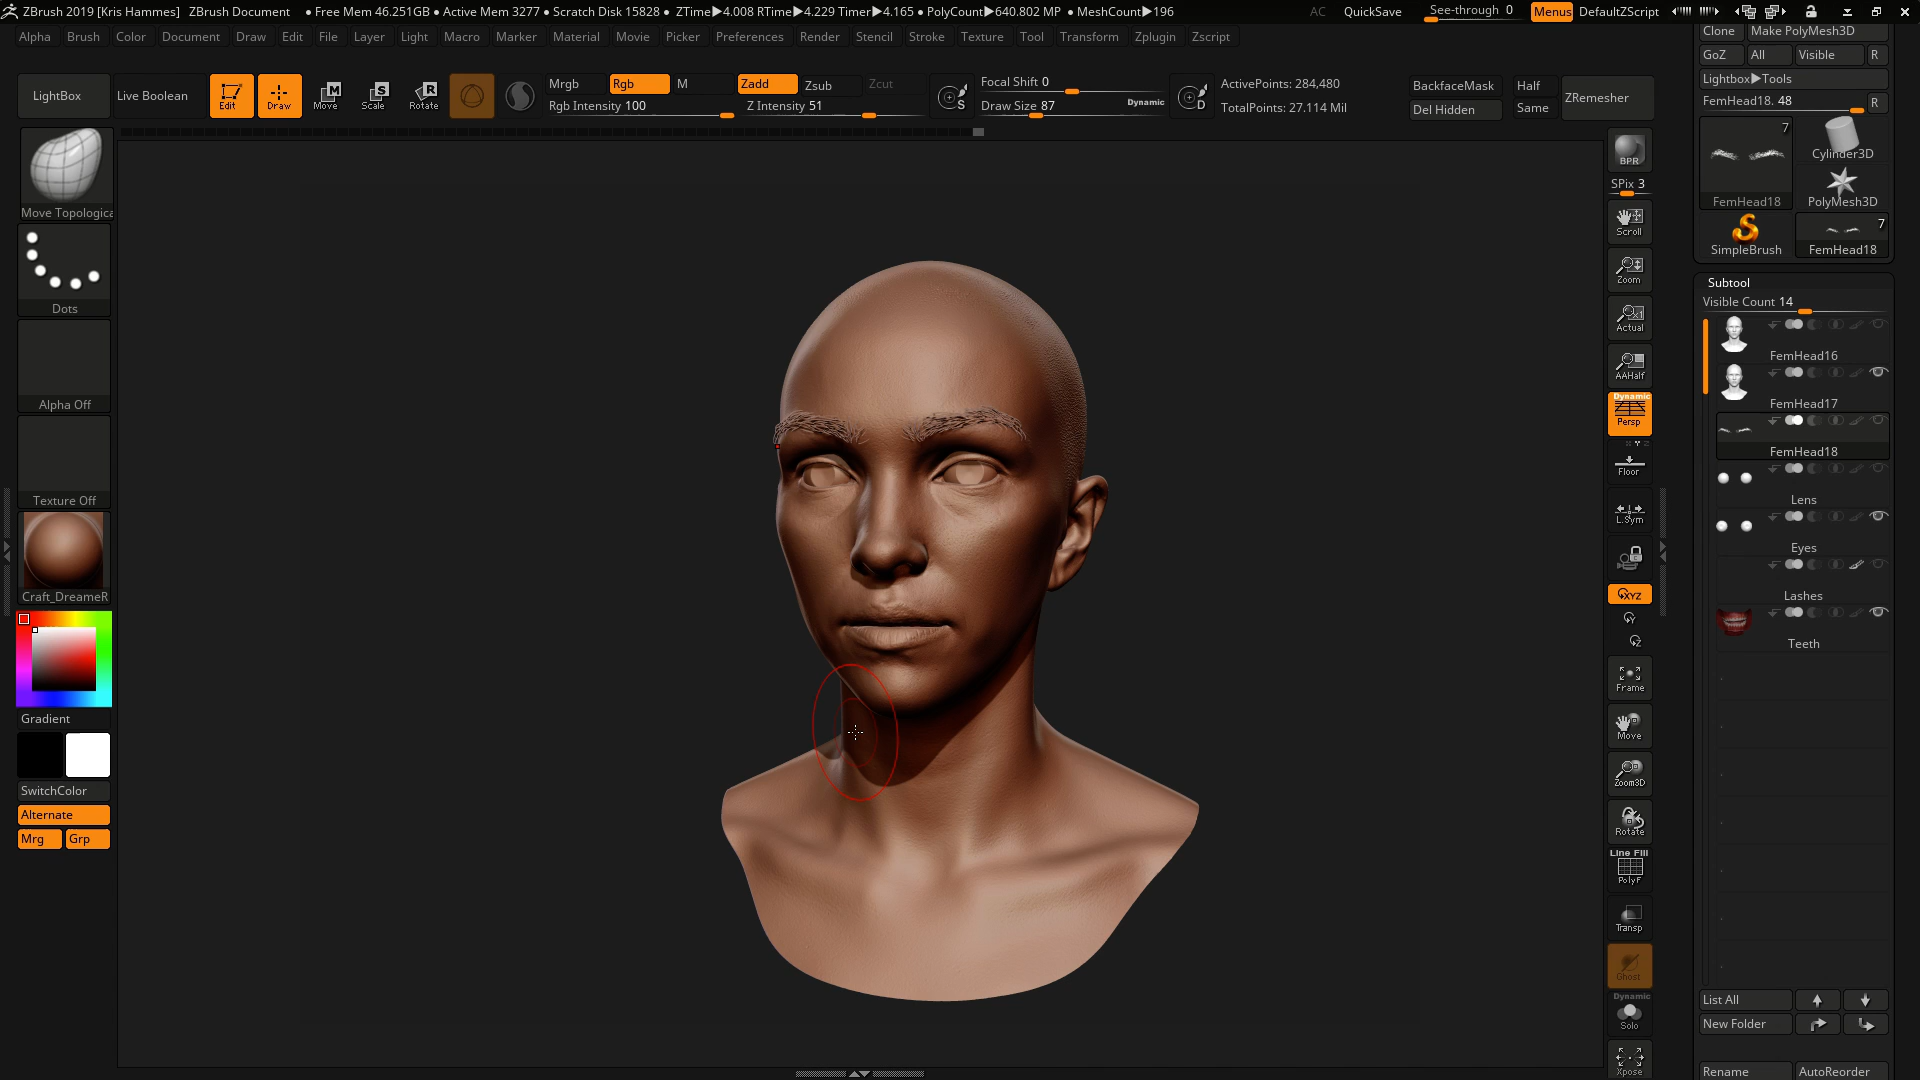 ZBrush 2019 [Kris Hammes] ZBrush Document • Free Mem 46.251GB • Active Mem 3277 • Scratch Disk 15828 • ZTime▶4.008 RTime▶4.229 Timer▶4.165 • PolyCount▶640.802 MP • MeshCount▶196 AC QuickSave See-through 0 Menus DefaultZScript
Alpha Brush Color Document Draw Edit File Layer Light Macro Marker Material Movie Picker Preferences Render Stencil Stroke Texture Tool Transform Zplugin Zscript
LightBox Live Boolean Edit Draw Move Scale Rotate
M S R
Mrgb Rgb M Zadd Zsub Zcut
Rgb Intensity 100 Z Intensity 51
S
Focal Shift 0
Draw Size 87 Dynamic
D
ActivePoints: 284,480
TotalPoints: 27.114 Mil
BackfaceMask Half
Del Hidden Same
ZRemesher
Move Topologica
Dots
Alpha Off
Texture Off
Craft_DreameR
Gradient
SwitchColor
Alternate
Mrg Grp
BPR
SPix 3
Scroll
Zoom
Actual
AAHalf
Dynamic
Persp
Floor
L.Sym
XYZ
Y
Z
Frame
Move
Zoom3D
Rotate
Line Fill
PolyF
Transp
Ghost
Dynamic
Solo
Xpose
Clone Make PolyMesh3D
GoZ All Visible R
Lightbox▶Tools
FemHead18. 48 R
7
FemHead18
Cylinder3D
PolyMesh3D
SimpleBrush
7
FemHead18
Subtool
Visible Count 14
FemHead16
FemHead17
FemHead18
Lens
Eyes
Lashes
Teeth
List All
New Folder
Rename AutoReorder